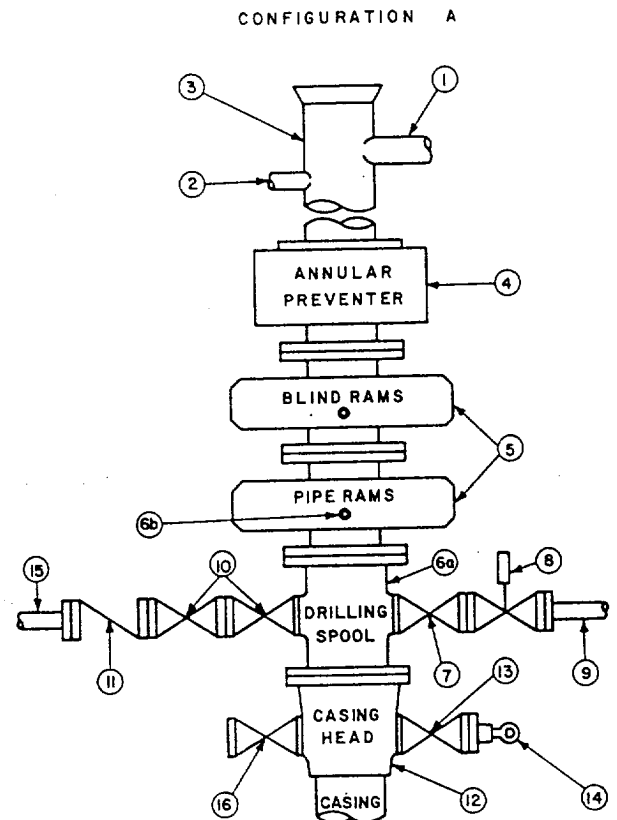 CONFIGURATION A
1
3
2
ANNULAR
PREVENTER
4
BLIND RAMS
5
PIPE RAMS
6b
15
10
6a
8
DRILLING
SPOOL
11
7
9
13
CASING
HEAD
16
12
14
CASING